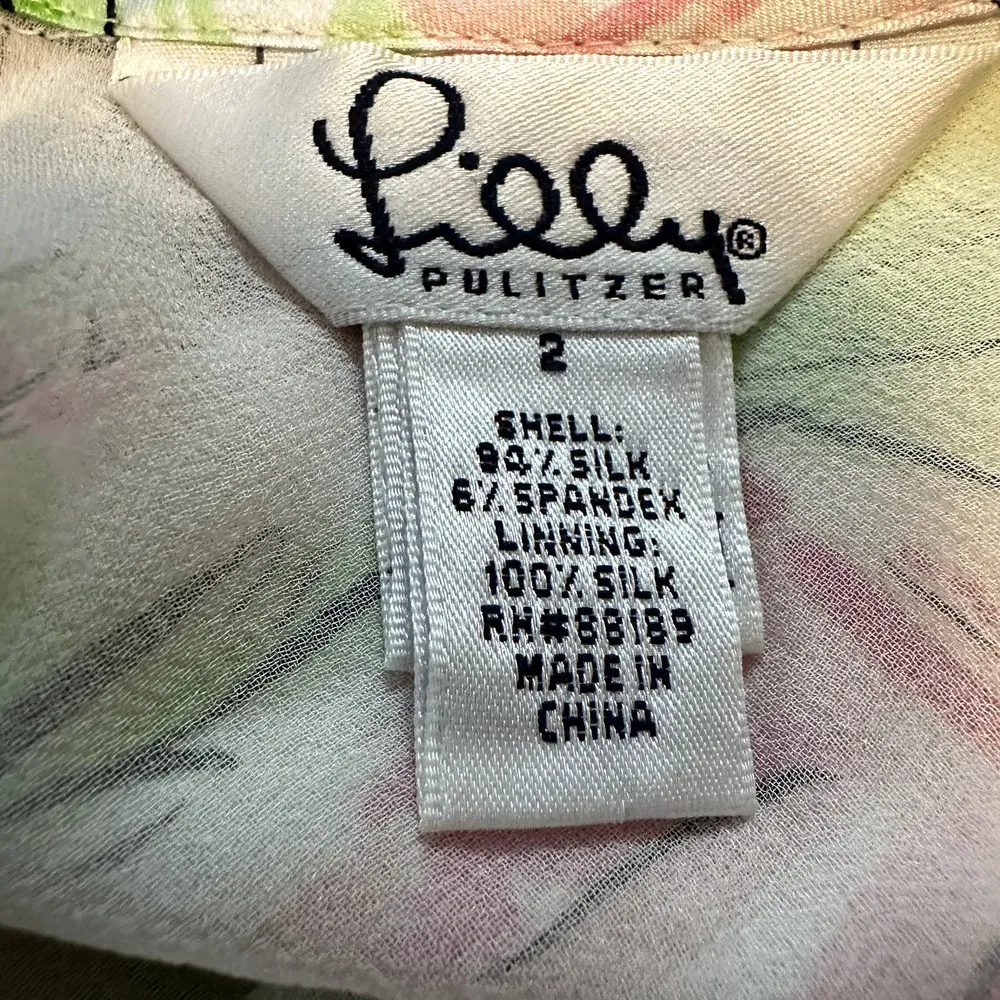 Lilly®
PULITZER
2
SHELL:
94% SILK
6% SPANDEX
LINNING:
100% SILK
RN#88189
MADE IN
CHINA